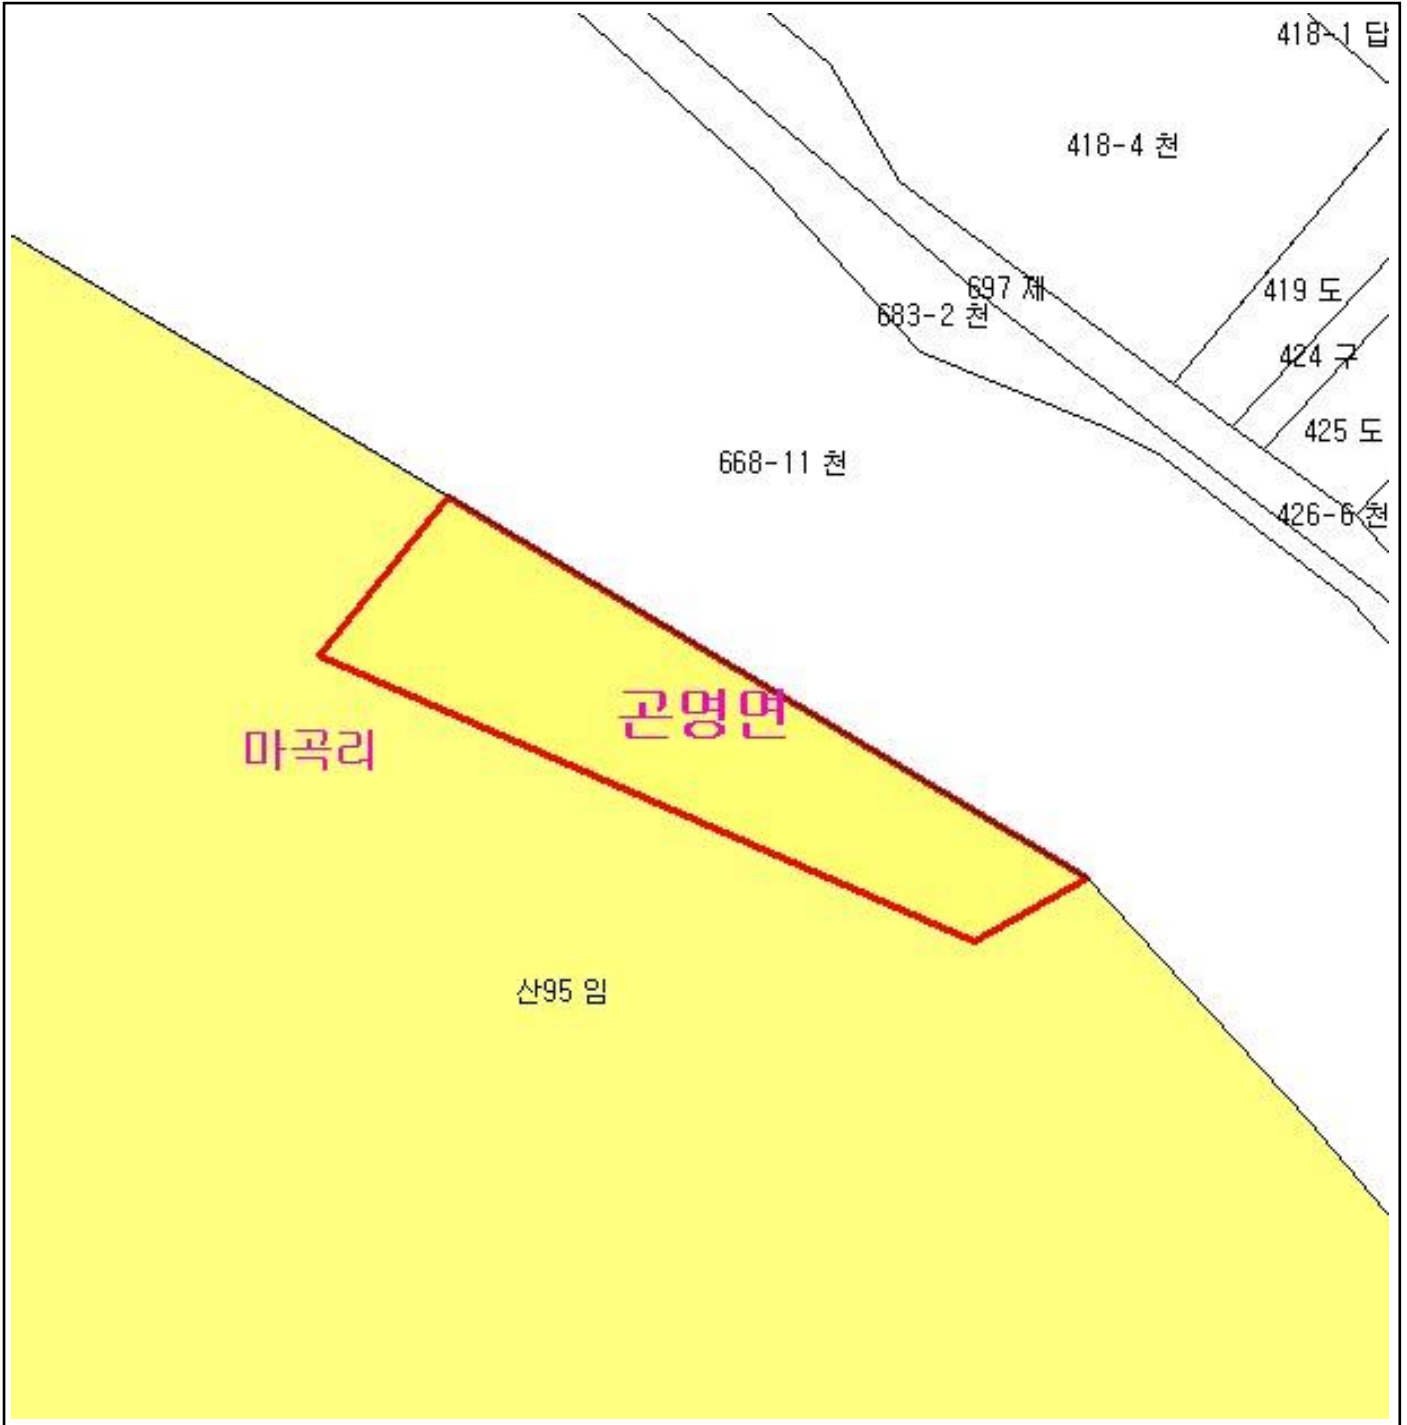 418-1 답
418-4 천
697 제
419 도
683-2 천
424 구
425 도
668-11 천
426-6 천
곤명면
마곡리
산95 임